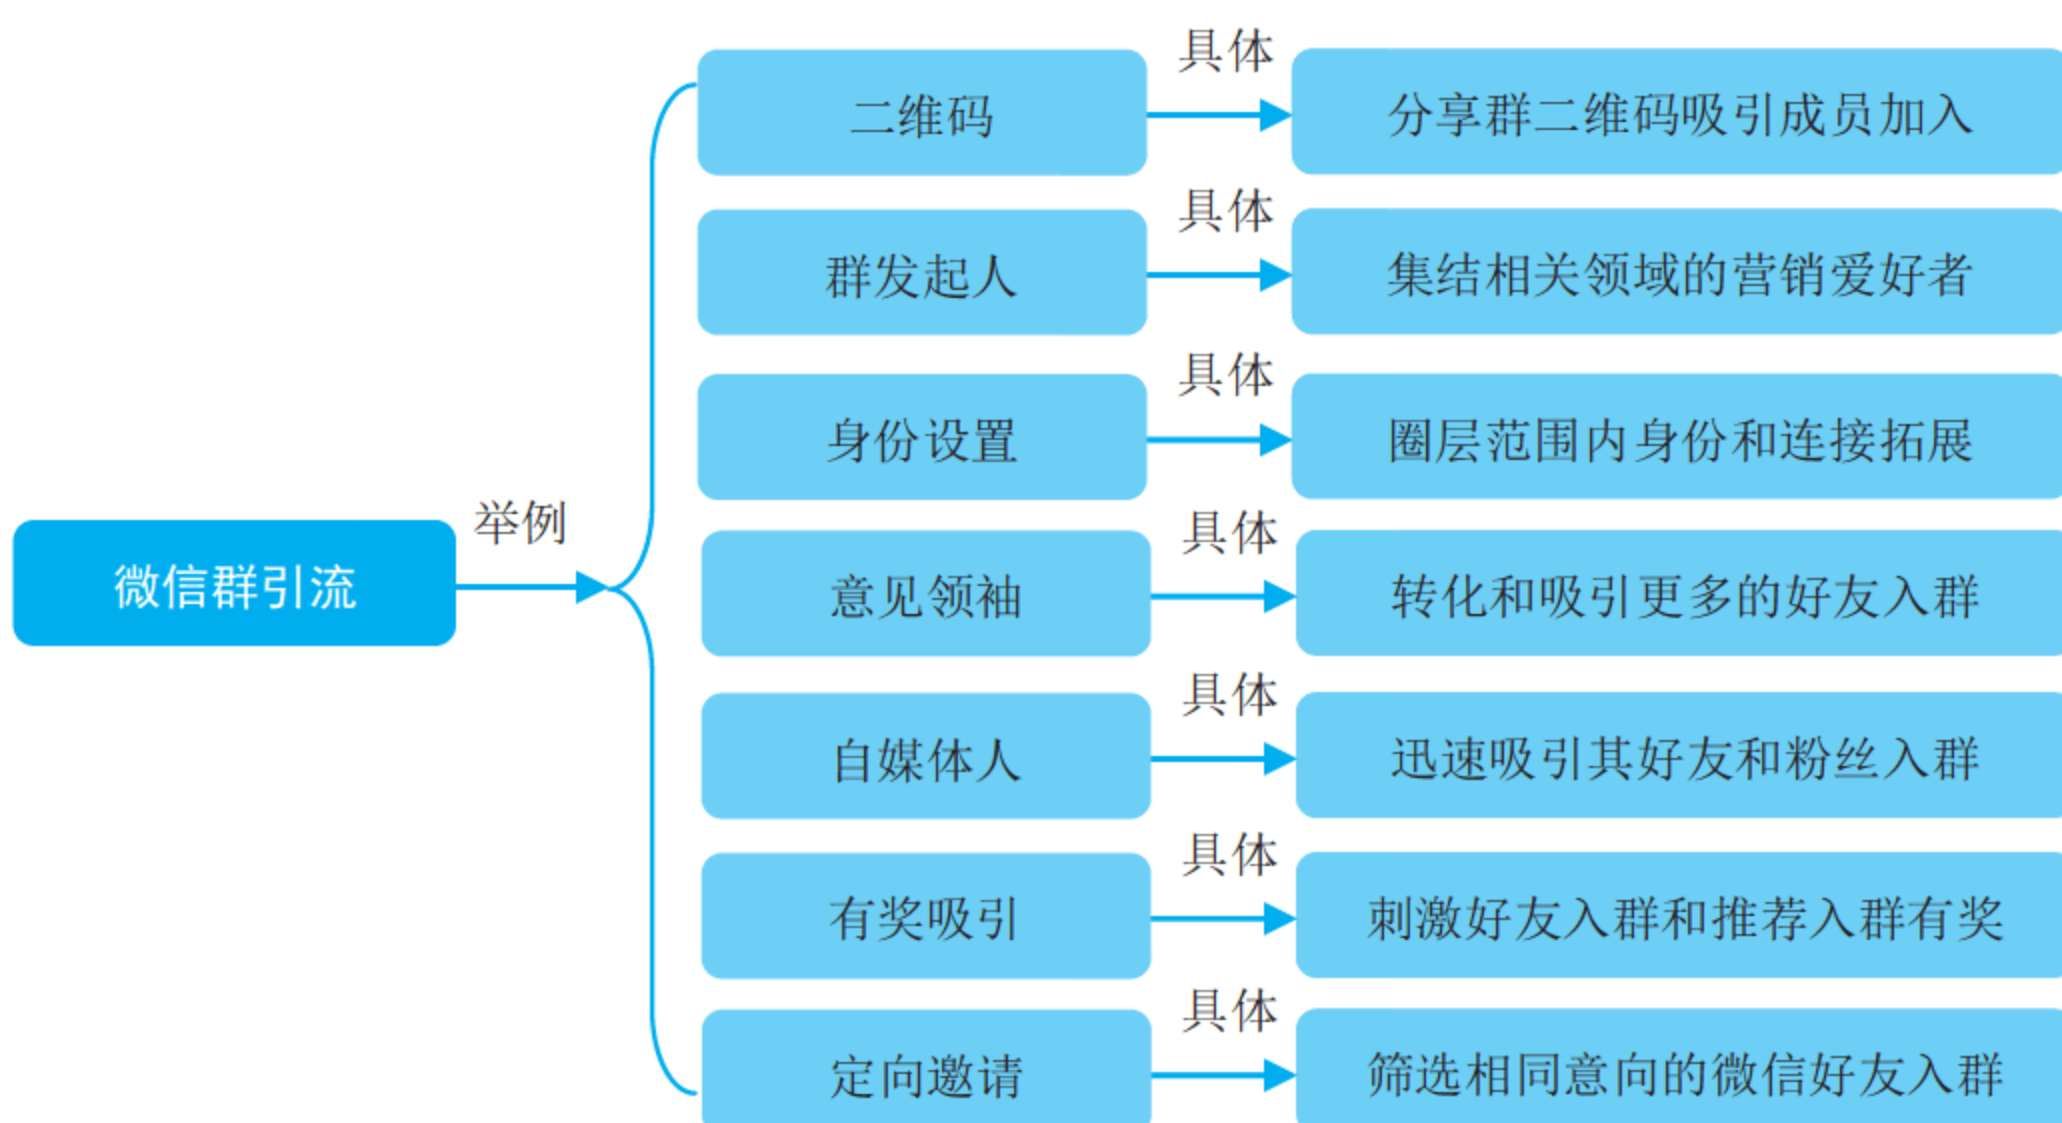 微信群引流
举例
二维码
具体
分享群二维码吸引成员加入
群发起人
具体
集结相关领域的营销爱好者
身份设置
具体
圈层范围内身份和连接拓展
意见领袖
具体
转化和吸引更多的好友入群
自媒体人
具体
迅速吸引其好友和粉丝入群
有奖吸引
具体
刺激好友入群和推荐入群有奖
定向邀请
具体
筛选相同意向的微信好友入群